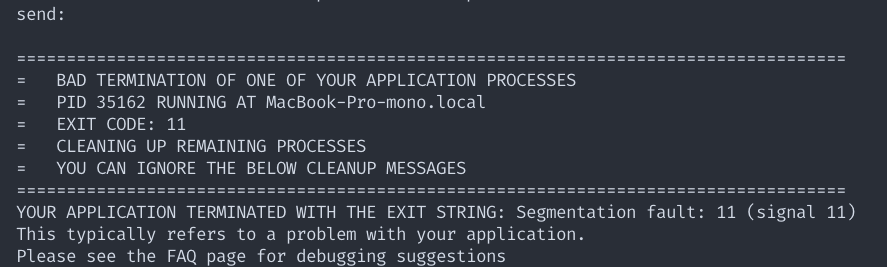 send:
===================================================================================
=   BAD TERMINATION OF ONE OF YOUR APPLICATION PROCESSES
=   PID 35162 RUNNING AT MacBook-Pro-mono.local
=   EXIT CODE: 11
=   CLEANING UP REMAINING PROCESSES
=   YOU CAN IGNORE THE BELOW CLEANUP MESSAGES
===================================================================================
YOUR APPLICATION TERMINATED WITH THE EXIT STRING: Segmentation fault: 11 (signal 11)
This typically refers to a problem with your application.
Please see the FAQ page for debugging suggestions